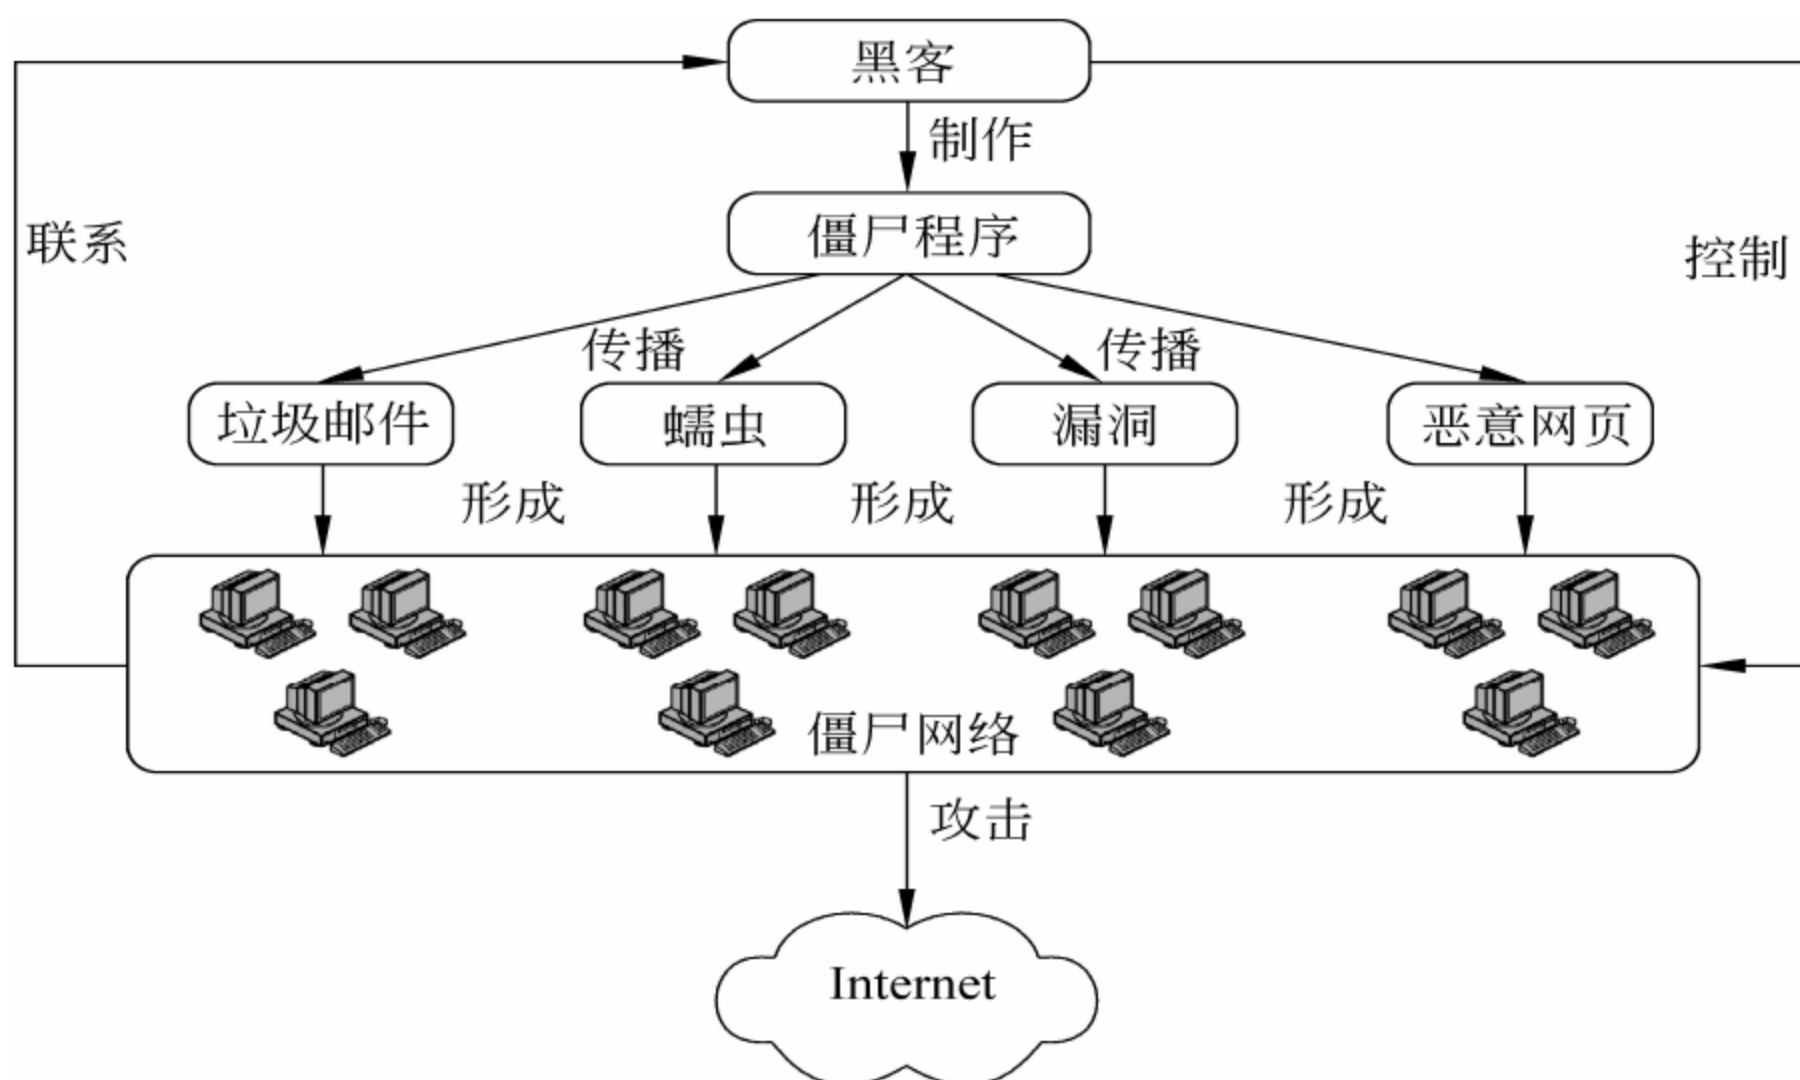 黑客
制作
联系
僵尸程序
控制
传播
传播
垃圾邮件
蠕虫
漏洞
恶意网页
形成
形成
形成
僵尸网络
攻击
Internet